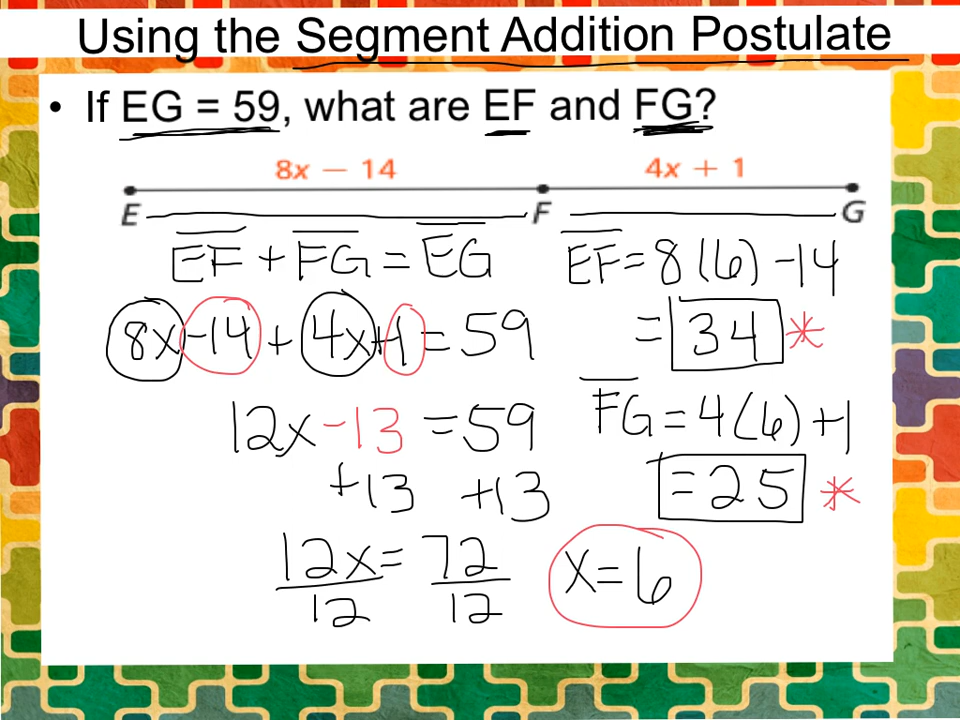 Using the Segment Addition Postulate
• If EG = 59, what are EF and FG?
8x − 14 4x + 1
E F G
EF + FG = EG
8x -14 + 4x +1 = 59
12x -13 = 59
+13 +13
12x = 72
12 12
x = 6
EF = 8(6) -14
= 34 *
FG = 4(6) +1
= 25 *